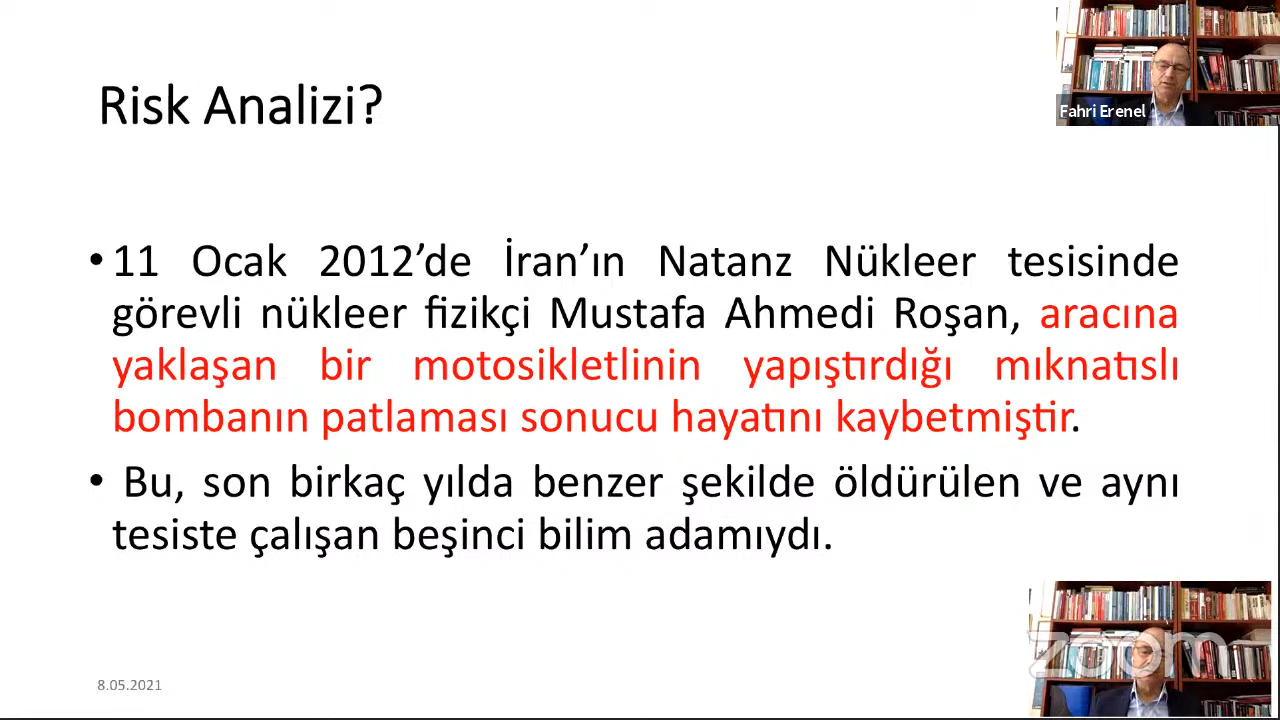 Risk Analizi?
Fahri Erenel
• 11 Ocak 2012’de İran’ın Natanz Nükleer tesisinde
görevli nükleer fizikçi Mustafa Ahmedi Roşan, aracına
yaklaşan bir motosikletlinin yapıştırdığı mıknatıslı
bombanın patlaması sonucu hayatını kaybetmiştir.
• Bu, son birkaç yılda benzer şekilde öldürülen ve aynı
tesiste çalışan beşinci bilim adamıydı.
zoom
8.05.2021